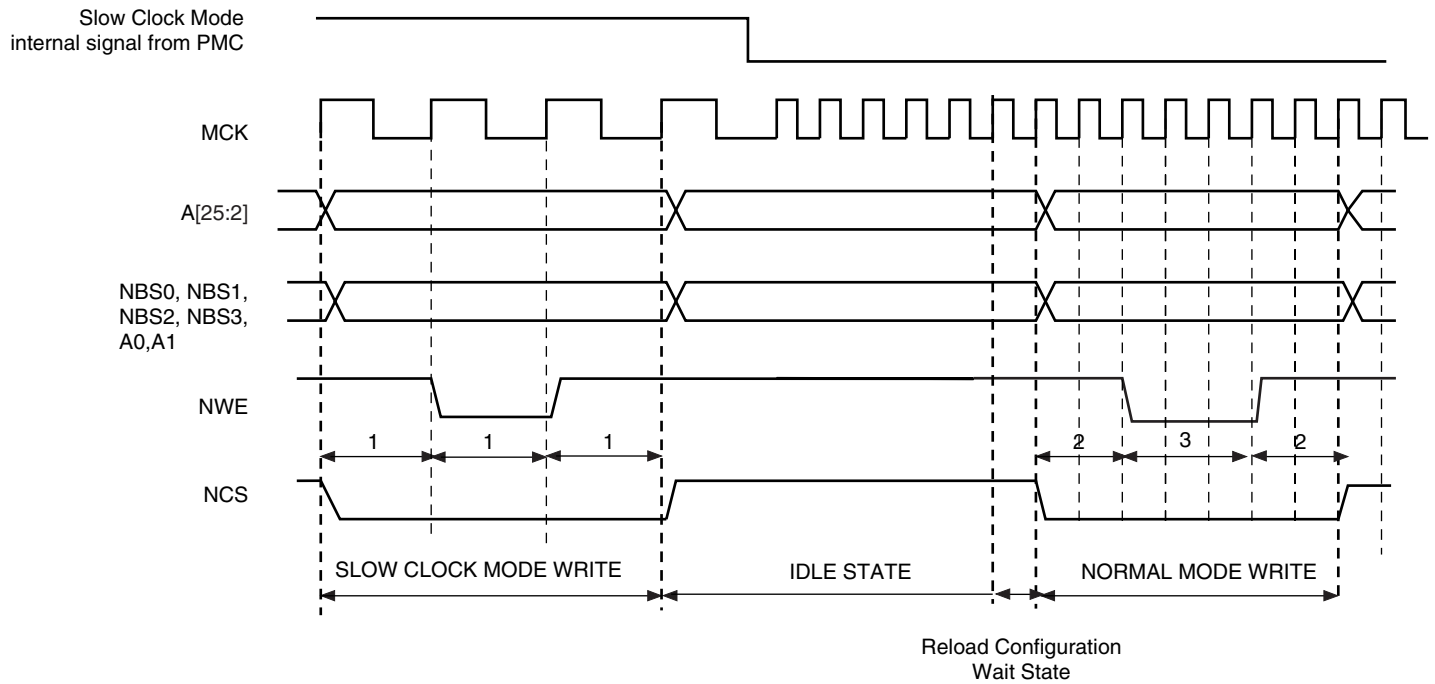 Slow Clock Mode
internal signal from PMC
MCK
A[25:2]
NBS0, NBS1,
NBS2, NBS3,
A0,A1
NWE
1 1 1 2 3 2
NCS
SLOW CLOCK MODE WRITE IDLE STATE NORMAL MODE WRITE
Reload Configuration
Wait State